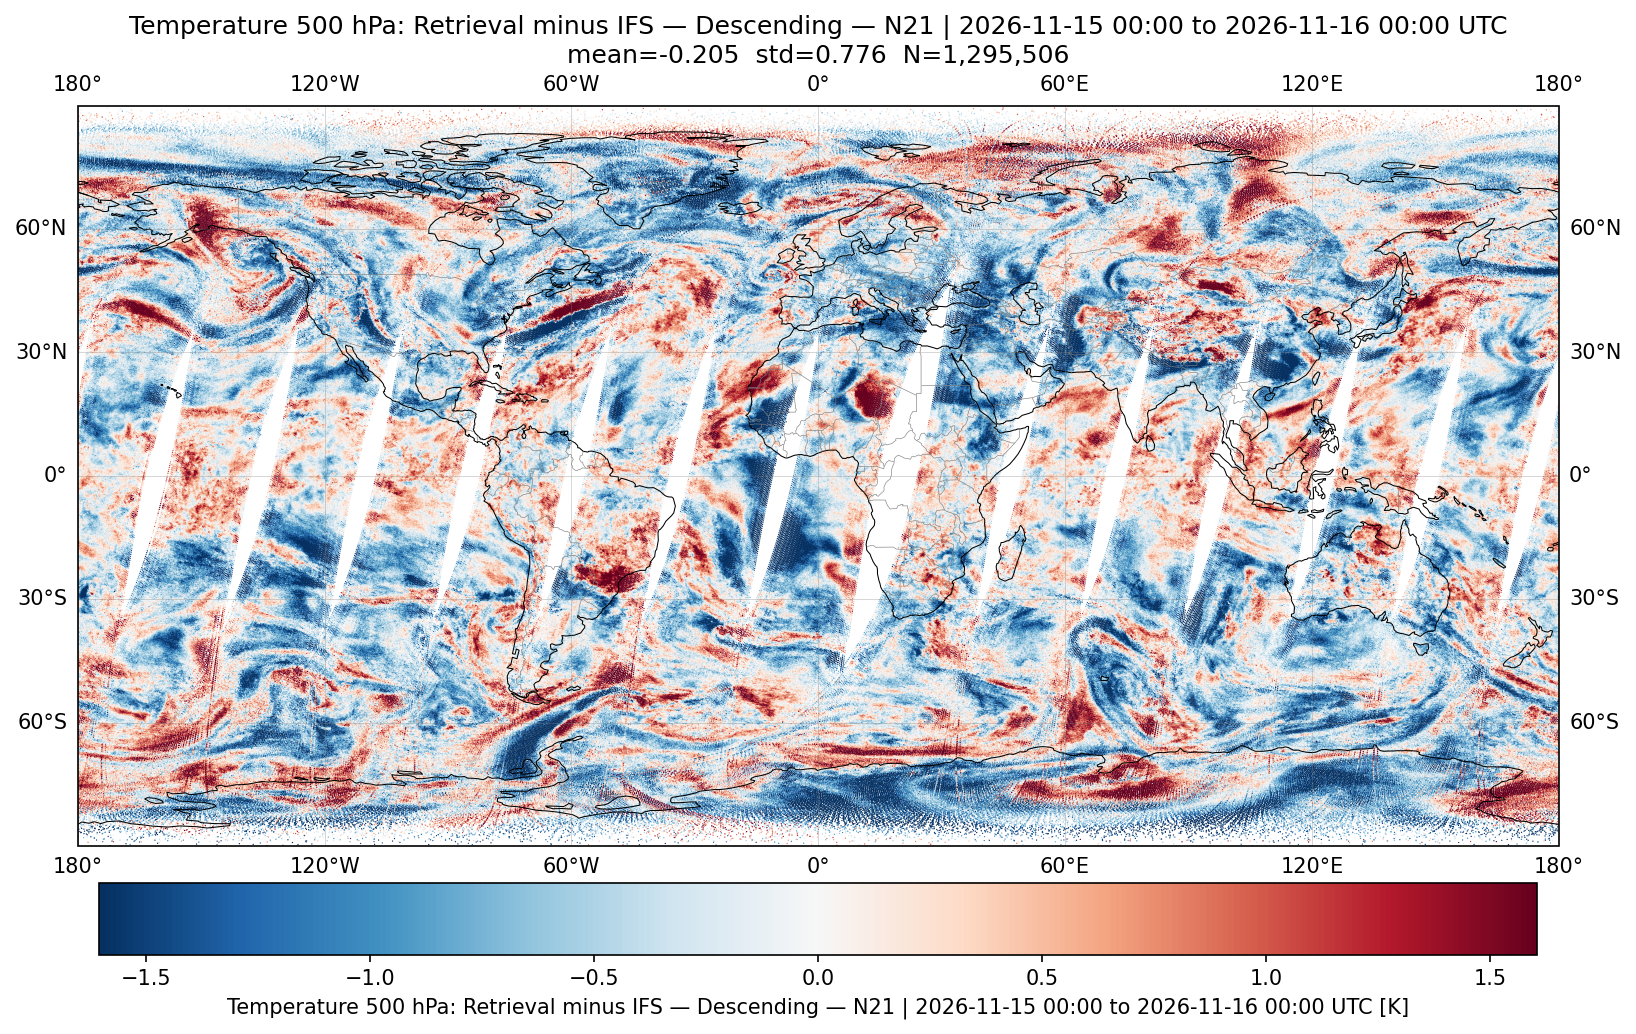 Temperature 500 hPa: Retrieval minus IFS — Descending — N21 | 2026-11-15 00:00 to 2026-11-16 00:00 UTC
mean=-0.205  std=0.776  N=1,295,506
180° 120°W 60°W 0° 60°E 120°E 180°
60°N 60°N
30°N 30°N
0° 0°
30°S 30°S
60°S 60°S
180° 120°W 60°W 0° 60°E 120°E 180°
−1.5 −1.0 −0.5 0.0 0.5 1.0 1.5
Temperature 500 hPa: Retrieval minus IFS — Descending — N21 | 2026-11-15 00:00 to 2026-11-16 00:00 UTC [K]